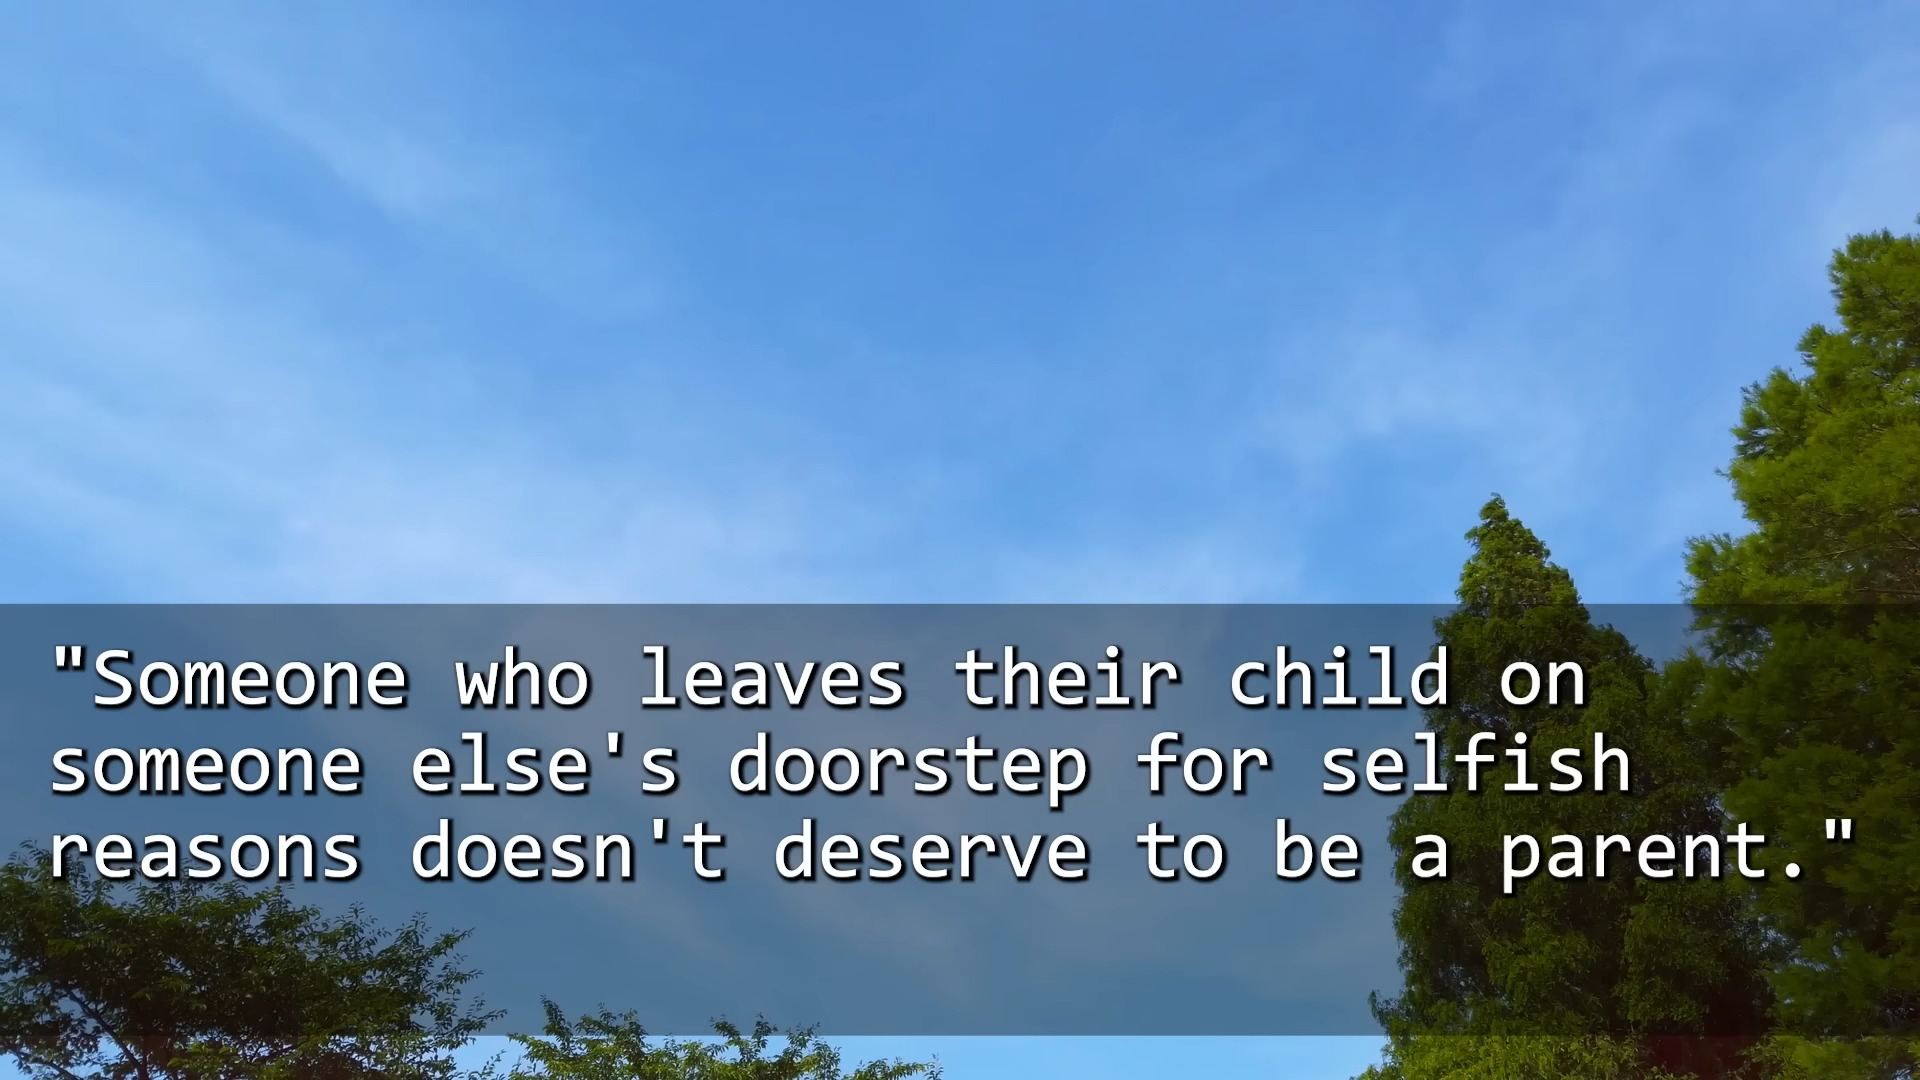 "Someone who leaves their child on
someone else's doorstep for selfish
reasons doesn't deserve to be a parent."